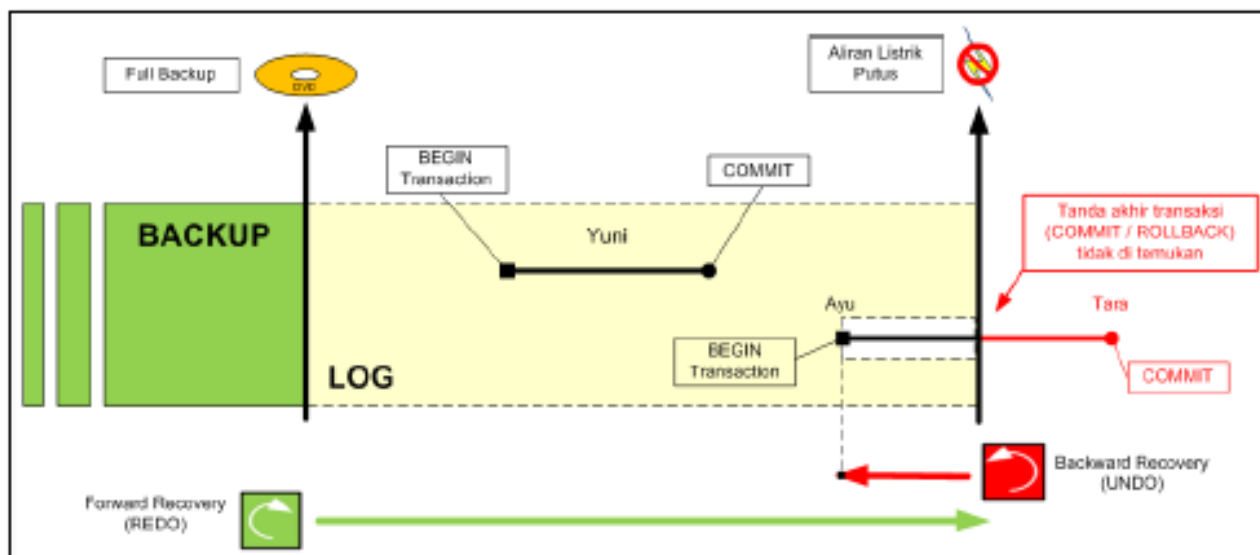 Full Backup
DVD
Aliran Listrik
Putus
BEGIN
Transaction
COMMIT
BACKUP
Yuni
Tanda akhir transaksi
(COMMIT / ROLLBACK)
tidak di temukan
Ayu
Tara
BEGIN
Transaction
LOG
COMMIT
Backward Recovery
(UNDO)
Forward Recovery
(REDO)